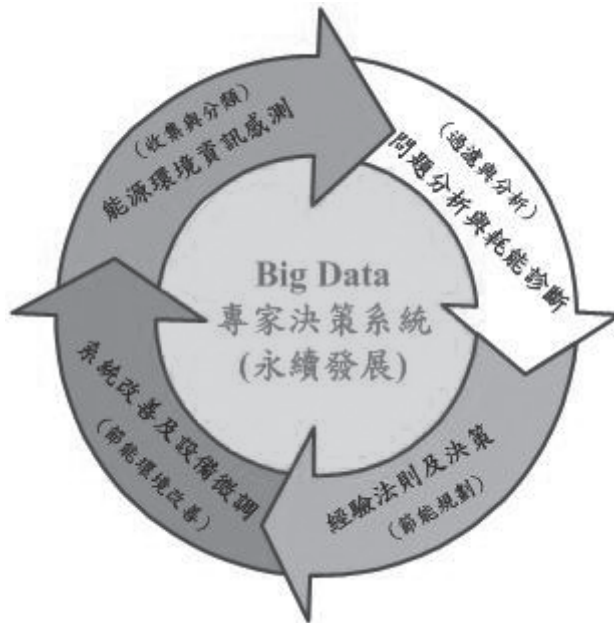 Big Data
專家決策系統
(永續發展)
(收集與分類)
能源環境資訊感測
(過濾與分析)
問題分析與耗能診斷
經驗法則及決策
(節能規劃)
系統改善及設備微調
(節能環境改善)